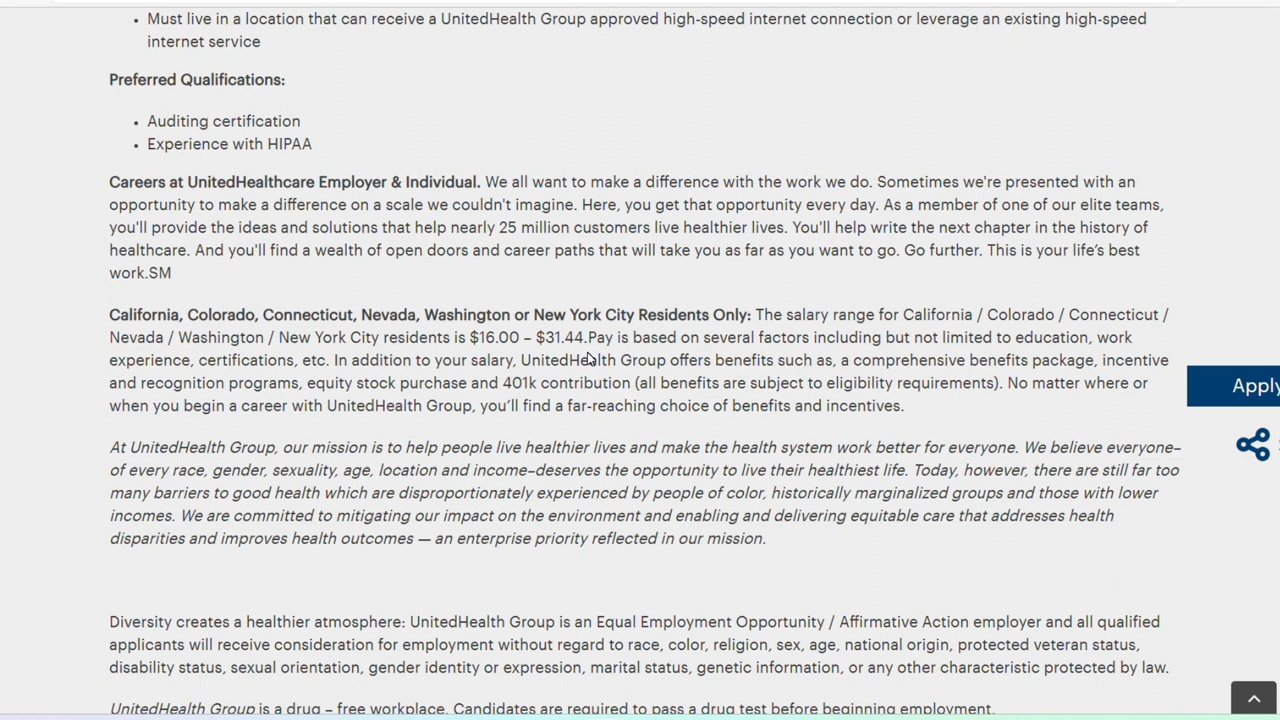 Must live in a location that can receive a UnitedHealth Group approved high-speed internet connection or leverage an existing high-speed
internet service
Preferred Qualifications:
Auditing certification
Experience with HIPAA
Careers at UnitedHealthcare Employer & Individual. We all want to make a difference with the work we do. Sometimes we're presented with an
opportunity to make a difference on a scale we couldn't imagine. Here, you get that opportunity every day. As a member of one of our elite teams,
you'll provide the ideas and solutions that help nearly 25 million customers live healthier lives. You'll help write the next chapter in the history of
healthcare. And you'll find a wealth of open doors and career paths that will take you as far as you want to go. Go further. This is your life’s best
work.SM
California, Colorado, Connecticut, Nevada, Washington or New York City Residents Only: The salary range for California / Colorado / Connecticut /
Nevada / Washington / New York City residents is $16.00 – $31.44.Pay is based on several factors including but not limited to education, work
experience, certifications, etc. In addition to your salary, UnitedHealth Group offers benefits such as, a comprehensive benefits package, incentive
and recognition programs, equity stock purchase and 401k contribution (all benefits are subject to eligibility requirements). No matter where or
when you begin a career with UnitedHealth Group, you’ll find a far-reaching choice of benefits and incentives.
Apply
At UnitedHealth Group, our mission is to help people live healthier lives and make the health system work better for everyone. We believe everyone–
of every race, gender, sexuality, age, location and income–deserves the opportunity to live their healthiest life. Today, however, there are still far too
many barriers to good health which are disproportionately experienced by people of color, historically marginalized groups and those with lower
incomes. We are committed to mitigating our impact on the environment and enabling and delivering equitable care that addresses health
disparities and improves health outcomes — an enterprise priority reflected in our mission.
Diversity creates a healthier atmosphere: UnitedHealth Group is an Equal Employment Opportunity / Affirmative Action employer and all qualified
applicants will receive consideration for employment without regard to race, color, religion, sex, age, national origin, protected veteran status,
disability status, sexual orientation, gender identity or expression, marital status, genetic information, or any other characteristic protected by law.
UnitedHealth Group is a drug – free workplace. Candidates are required to pass a drug test before beginning employment.